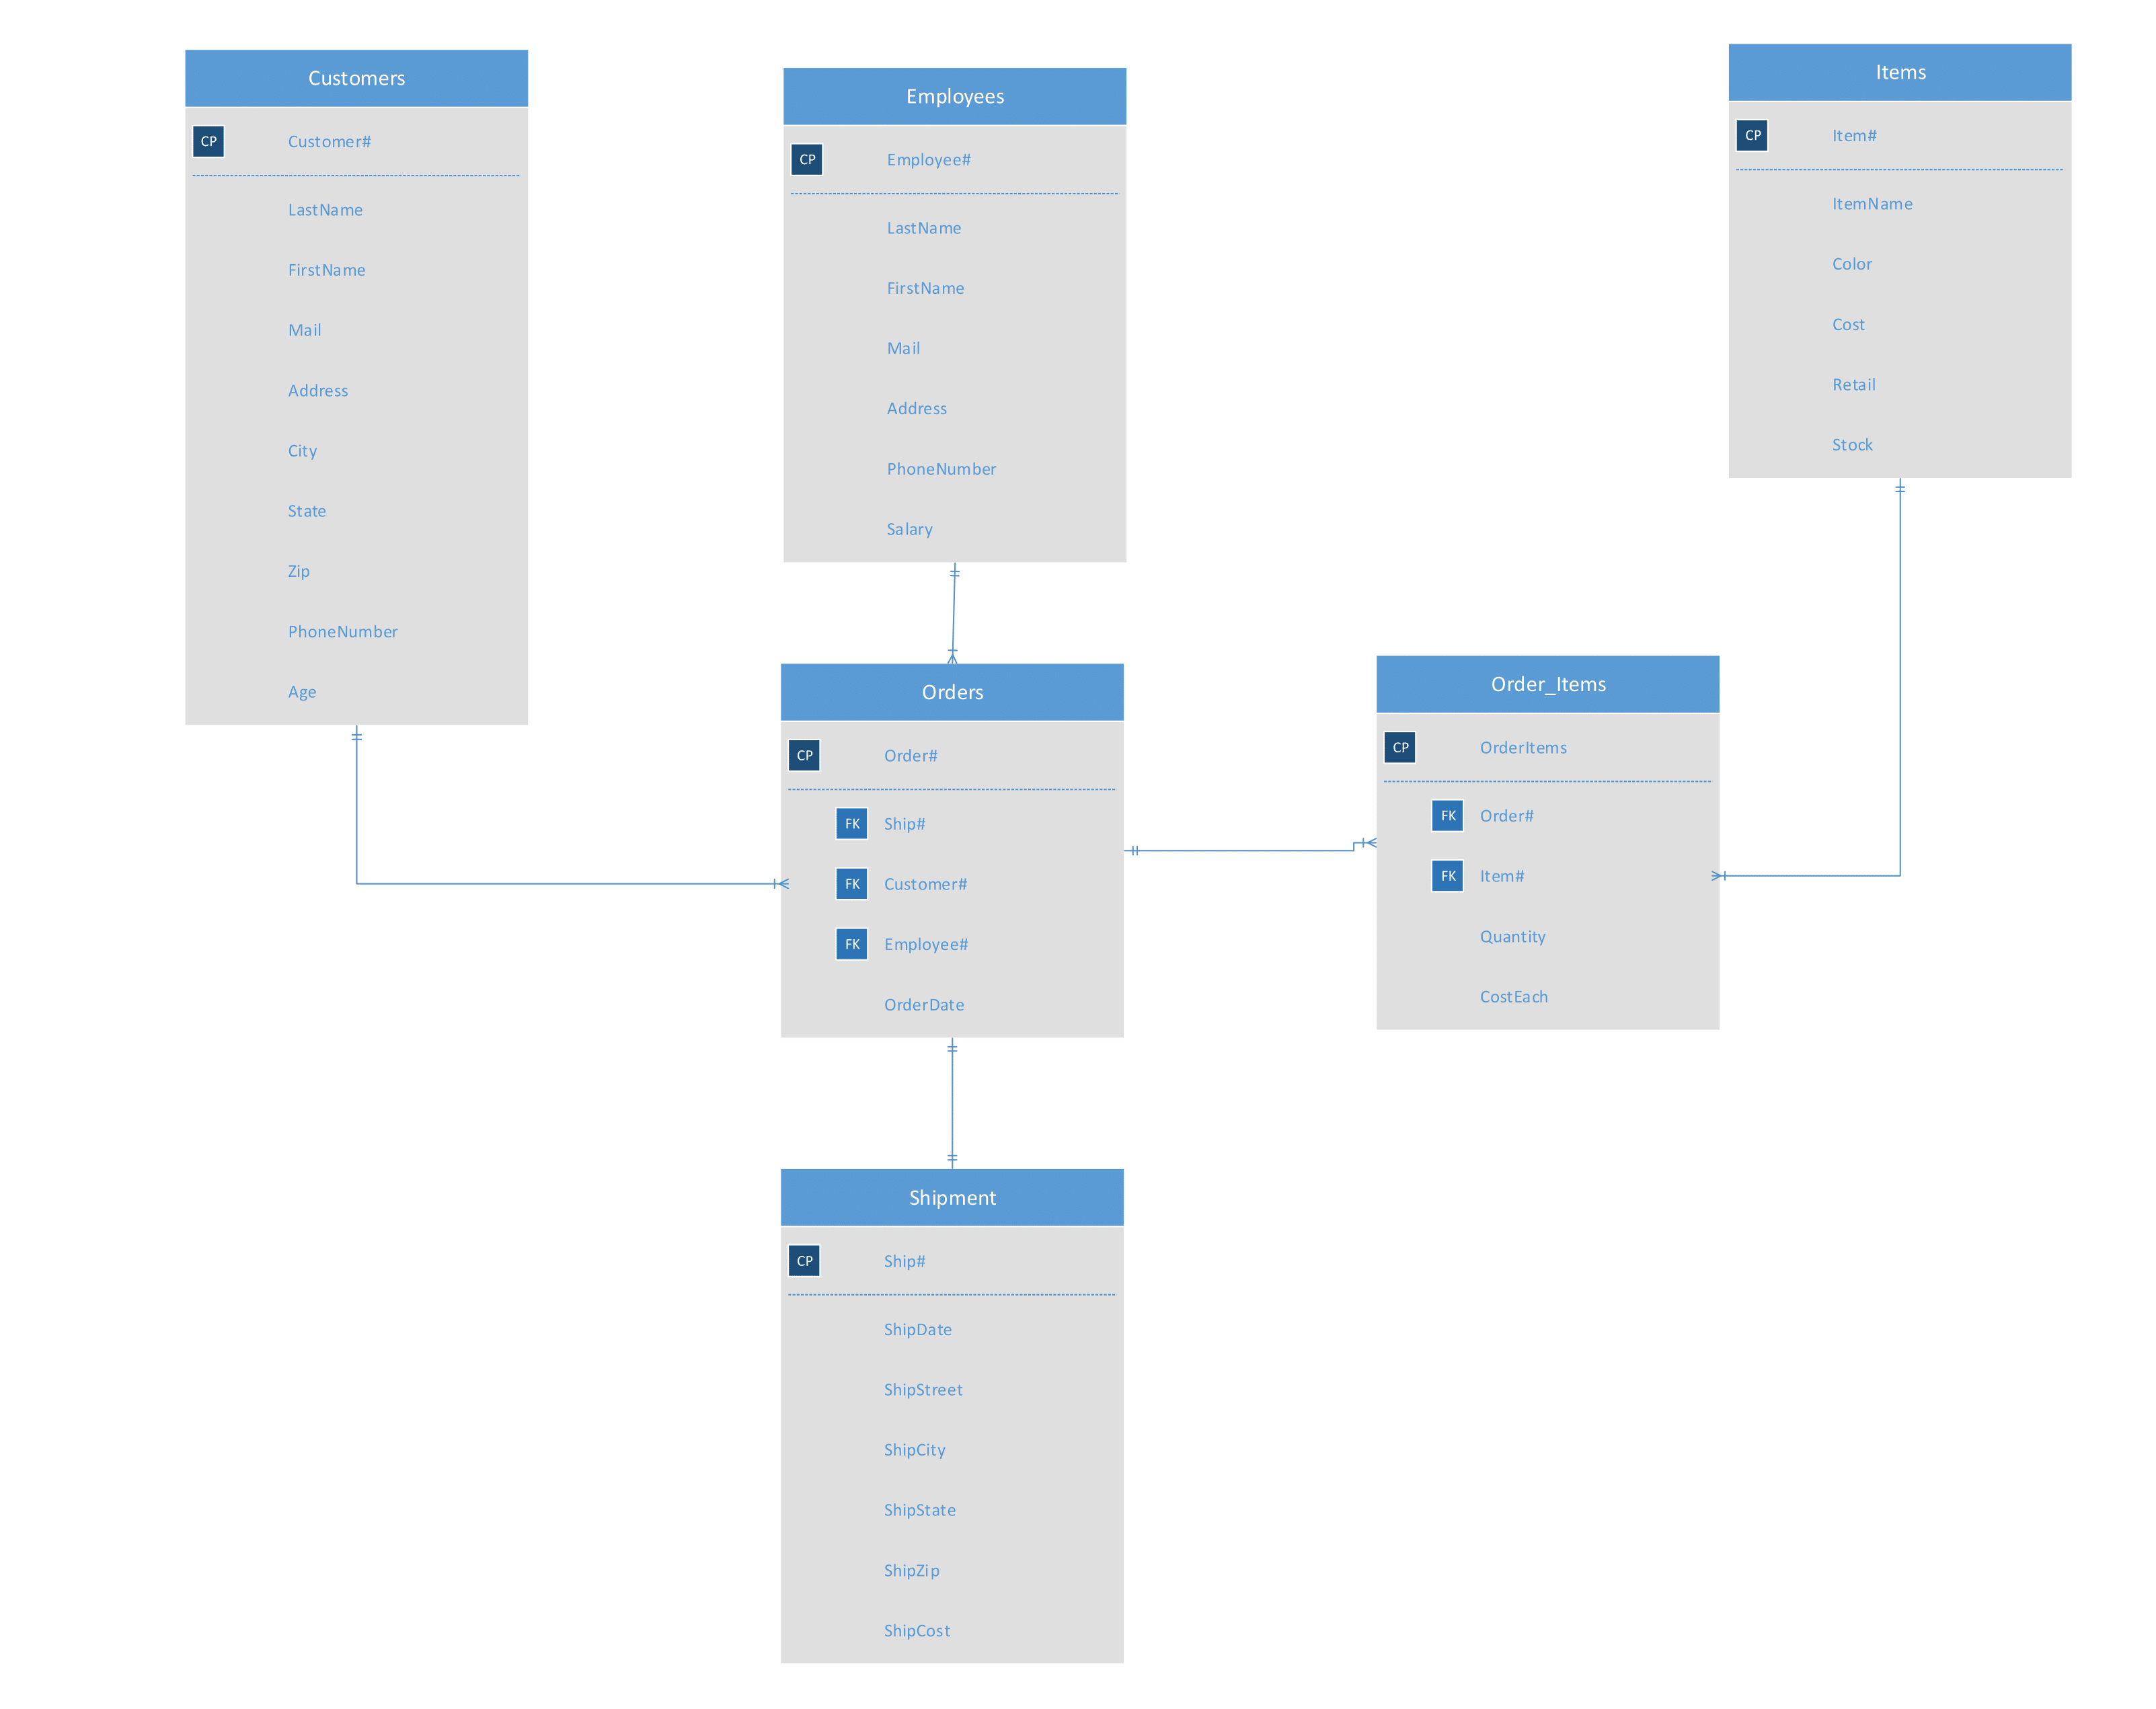 Customers
CP Customer#
LastName
FirstName
Mail
Address
City
State
Zip
PhoneNumber
Age
Employees
CP Employee#
LastName
FirstName
Mail
Address
PhoneNumber
Salary
Items
CP Item#
ItemName
Color
Cost
Retail
Stock
Orders
CP Order#
FK Ship#
FK Customer#
FK Employee#
OrderDate
Order_Items
CP OrderItems
FK Order#
FK Item#
Quantity
CostEach
Shipment
CP Ship#
ShipDate
ShipStreet
ShipCity
ShipState
ShipZip
ShipCost